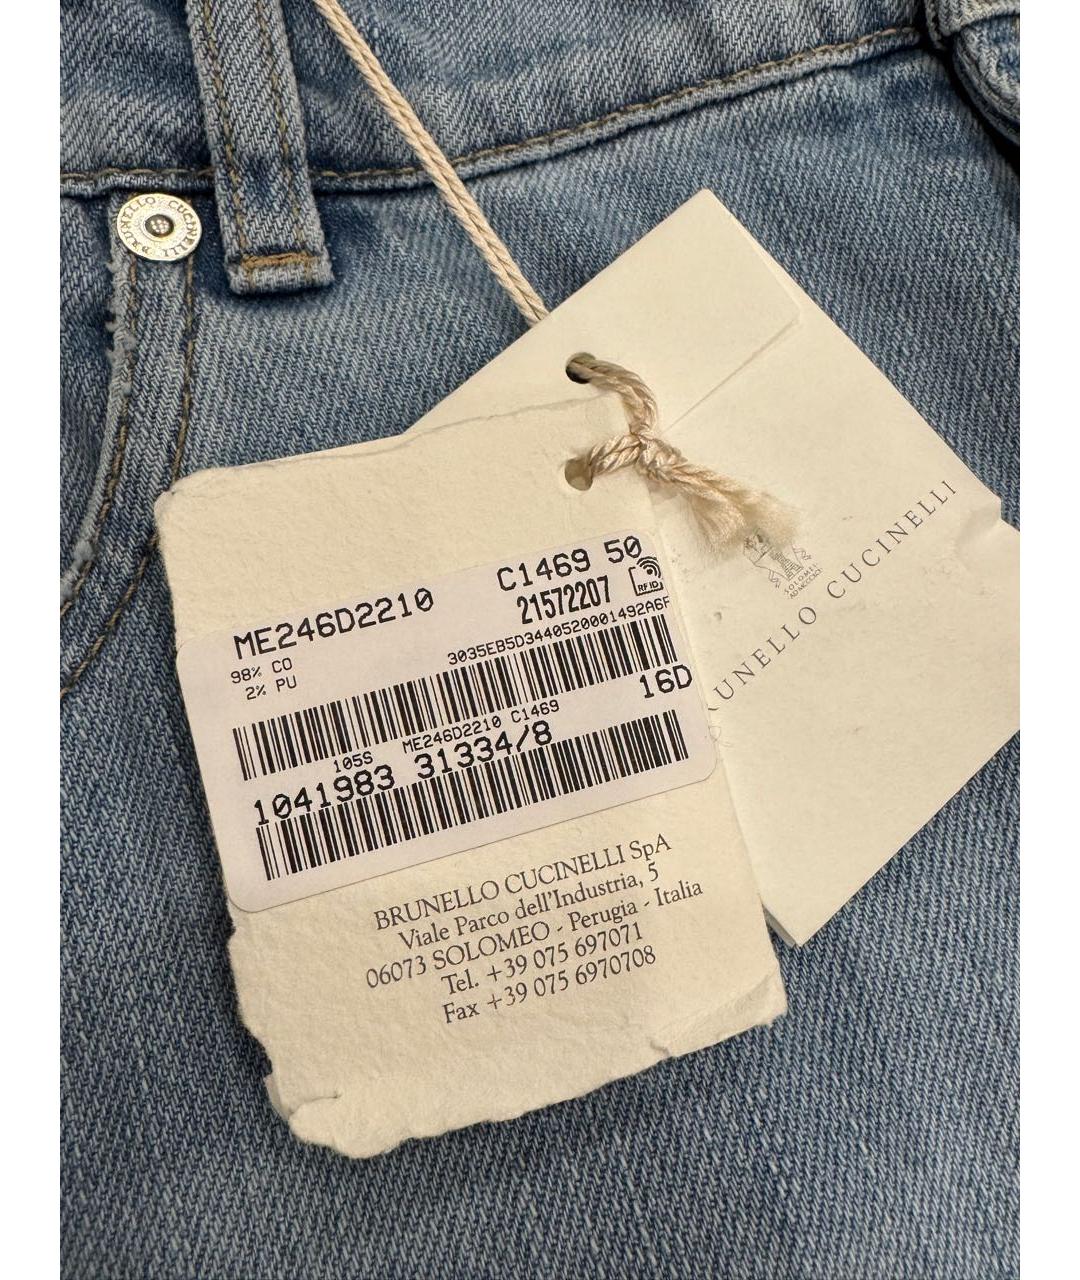 BRUNELLO CUCINELLI
ME246D2210 C1469 50
21572207 RFID
98% CO
2% PU
3035EB5D3440520001492A6F
16D
105S ME246D2210 C1469
1041983 31334/8
BRUNELLO CUCINELLI SpA
Viale Parco dell'Industria, 5
06073 SOLOMEO - Perugia - Italia
Tel. +39 075 697071
Fax +39 075 6970708
SOLOMEI
BRUNELLO CUCINELLI